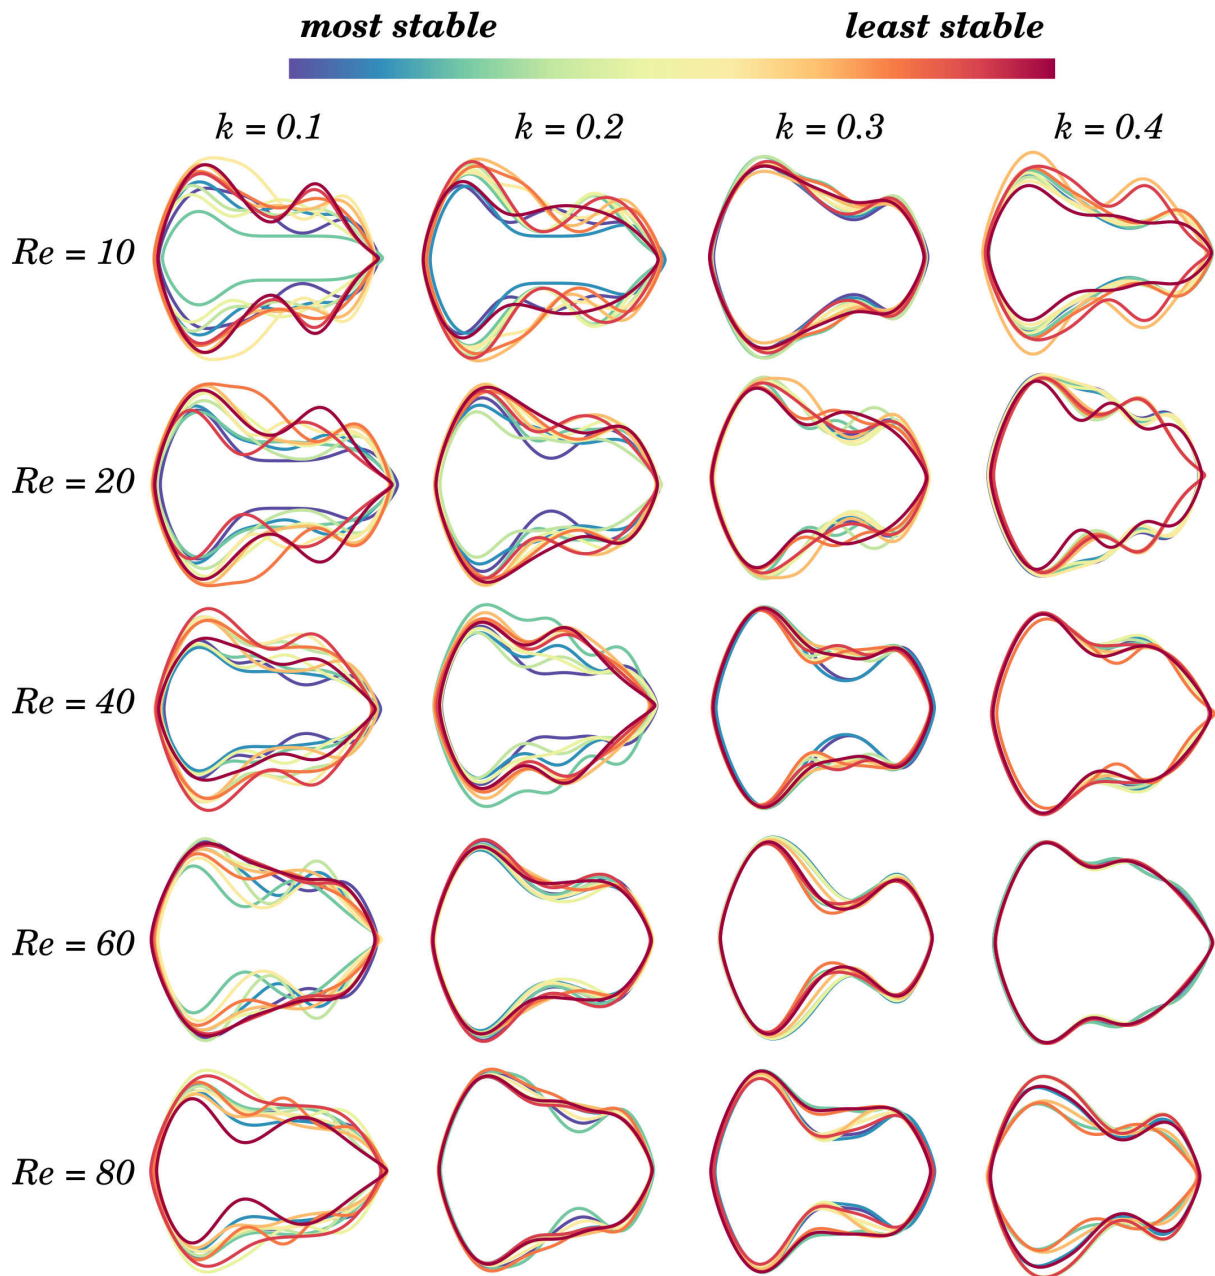 most stable least stable
k = 0.1 k = 0.2 k = 0.3 k = 0.4
Re = 10
Re = 20
Re = 40
Re = 60
Re = 80